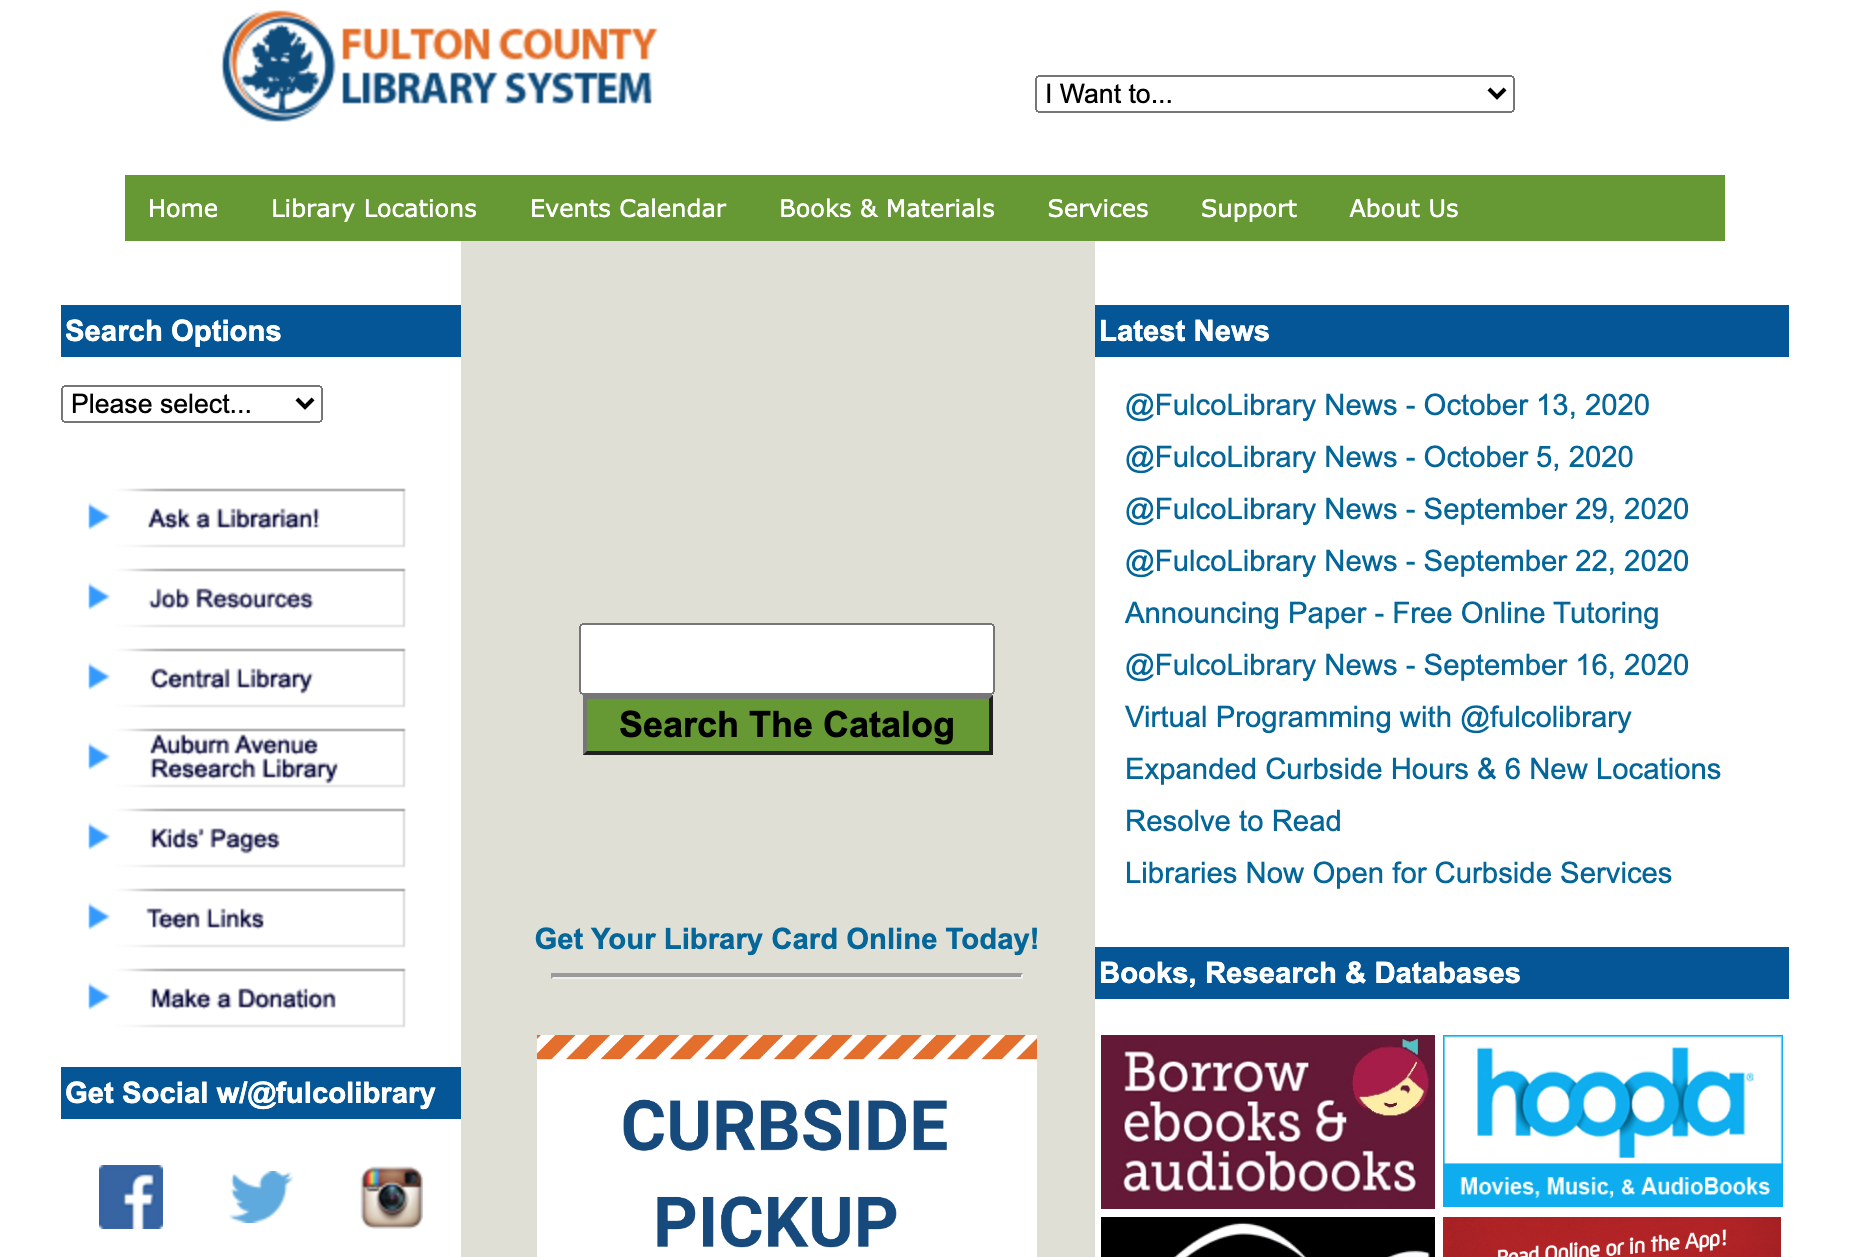 FULTON COUNTY
LIBRARY SYSTEM
I Want to...
Home Library Locations Events Calendar Books & Materials Services Support About Us
Search Options
Please select...
Ask a Librarian!
Job Resources
Central Library
Auburn Avenue
Research Library
Kids' Pages
Teen Links
Make a Donation
Get Social w/@fulcolibrary
Search The Catalog
Get Your Library Card Online Today!
CURBSIDE
PICKUP
Latest News
@FulcoLibrary News - October 13, 2020
@FulcoLibrary News - October 5, 2020
@FulcoLibrary News - September 29, 2020
@FulcoLibrary News - September 22, 2020
Announcing Paper - Free Online Tutoring
@FulcoLibrary News - September 16, 2020
Virtual Programming with @fulcolibrary
Expanded Curbside Hours & 6 New Locations
Resolve to Read
Libraries Now Open for Curbside Services
Books, Research & Databases
Borrow
ebooks &
audiobooks
hoopla®
Movies, Music, & AudioBooks
Read Online or in the App!